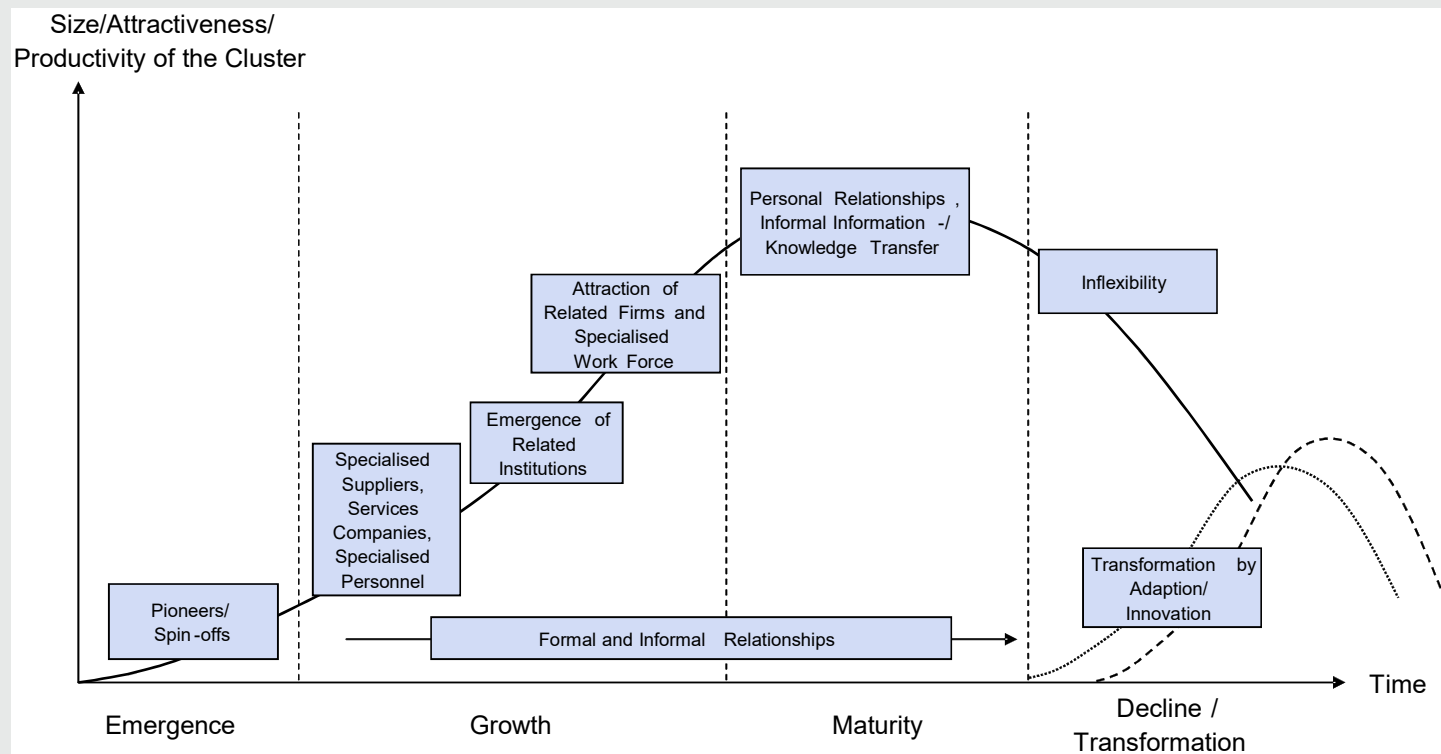 Size/Attractiveness/
Productivity of the Cluster
Personal Relationships ,
Informal Information -/
Knowledge Transfer
Inflexibility
Attraction of
Related Firms and
Specialised
Work Force
Emergence of
Related
Institutions
Specialised
Suppliers,
Services
Companies,
Specialised
Personnel
Transformation by
Adaption/
Innovation
Pioneers/
Spin-offs
Formal and Informal Relationships
Time
Emergence
Growth
Maturity
Decline /
Transformation